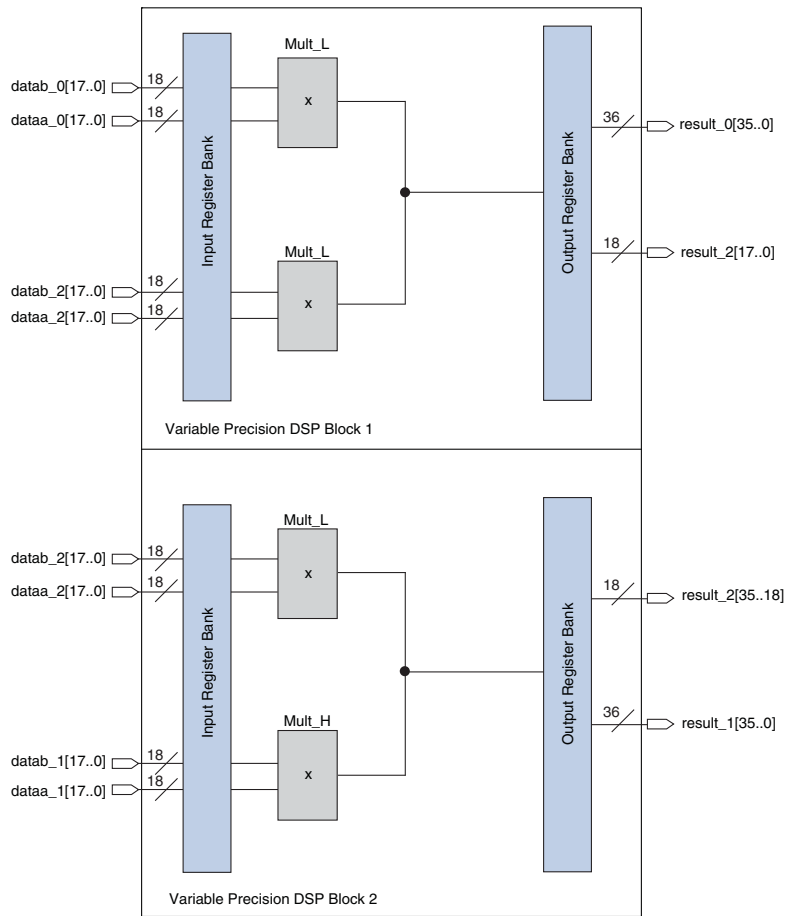 Mult_L
datab_0[17..0] 18
x
dataa_0[17..0] 18
36 result_0[35..0]
Input Register Bank
Output Register Bank
18 result_2[17..0]
Mult_L
datab_2[17..0] 18
x
dataa_2[17..0] 18
Variable Precision DSP Block 1
Mult_L
datab_2[17..0] 18
x
dataa_2[17..0] 18
18 result_2[35..18]
Input Register Bank
Output Register Bank
Mult_H
36 result_1[35..0]
datab_1[17..0] 18
x
dataa_1[17..0] 18
Variable Precision DSP Block 2